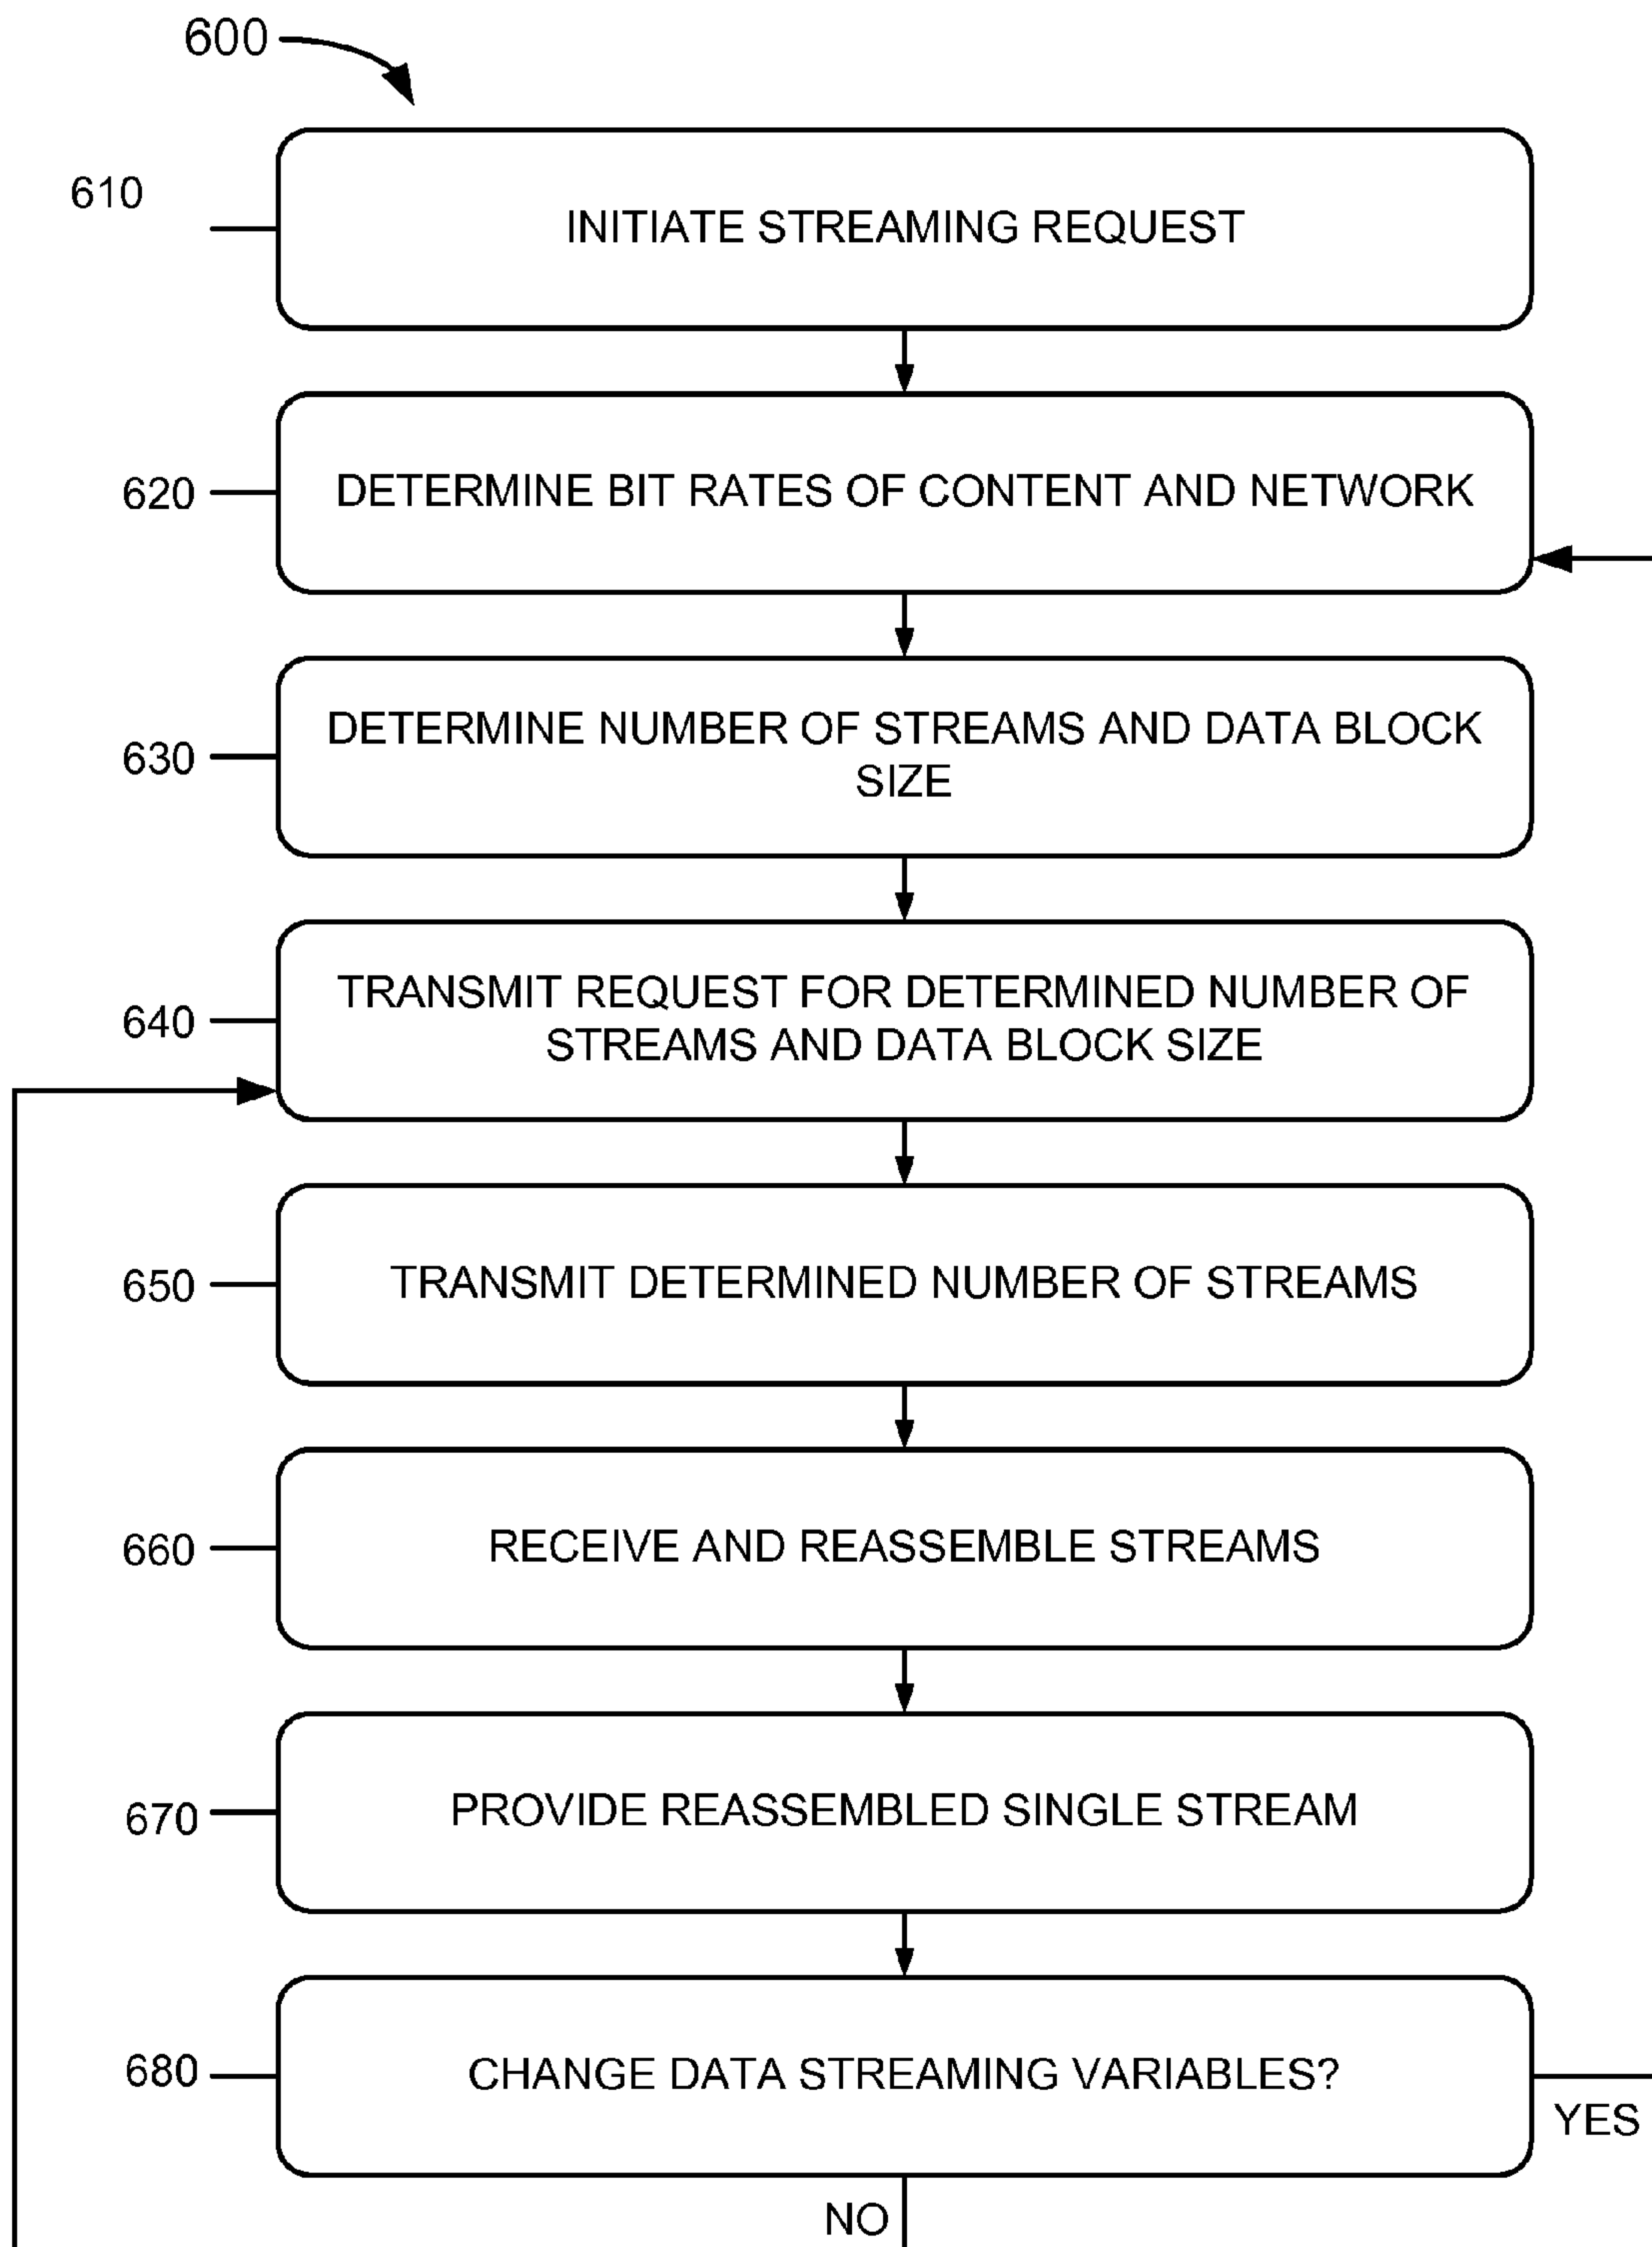 600
610
INITIATE STREAMING REQUEST
620
DETERMINE BIT RATES OF CONTENT AND NETWORK
630
DETERMINE NUMBER OF STREAMS AND DATA BLOCK
SIZE
640
TRANSMIT REQUEST FOR DETERMINED NUMBER OF
STREAMS AND DATA BLOCK SIZE
650
TRANSMIT DETERMINED NUMBER OF STREAMS
660
RECEIVE AND REASSEMBLE STREAMS
670
PROVIDE REASSEMBLED SINGLE STREAM
680
CHANGE DATA STREAMING VARIABLES?
YES
NO